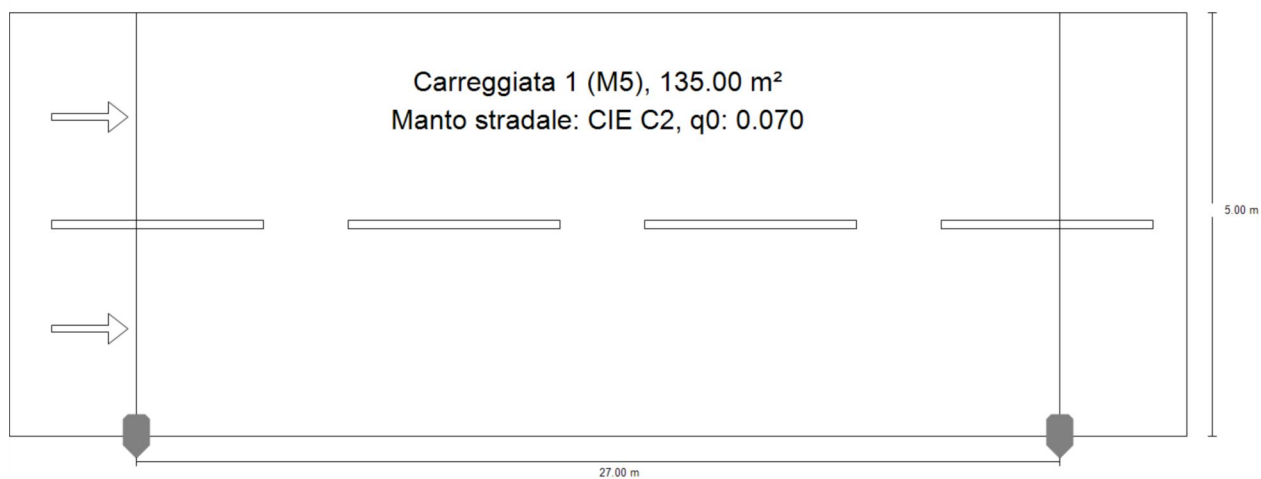 Carreggiata 1 (M5), 135.00 m²
Manto stradale: CIE C2, q0: 0.070
5.00 m
27.00 m